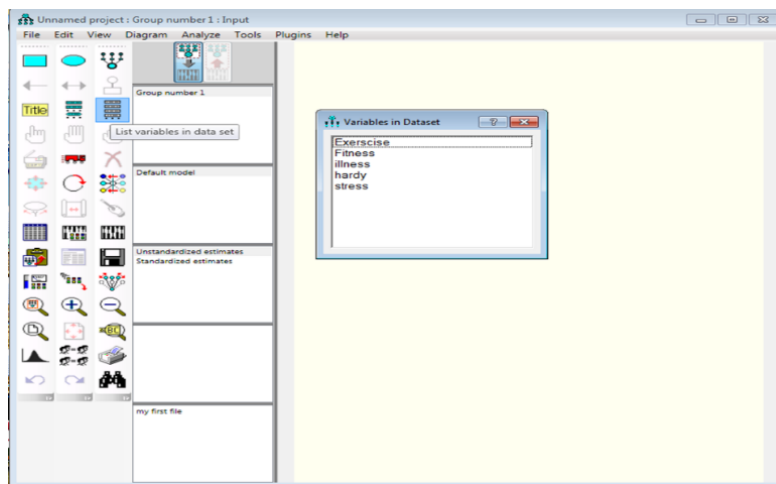 Unnamed project : Group number 1 : Input
File Edit View Diagram Analyze Tools Plugins Help
Title
List variables in data set
Group number 1
Default model
Unstandardized estimates
Standardized estimates
my first file
Variables in Dataset
Exerscise
Fitness
illness
hardy
stress